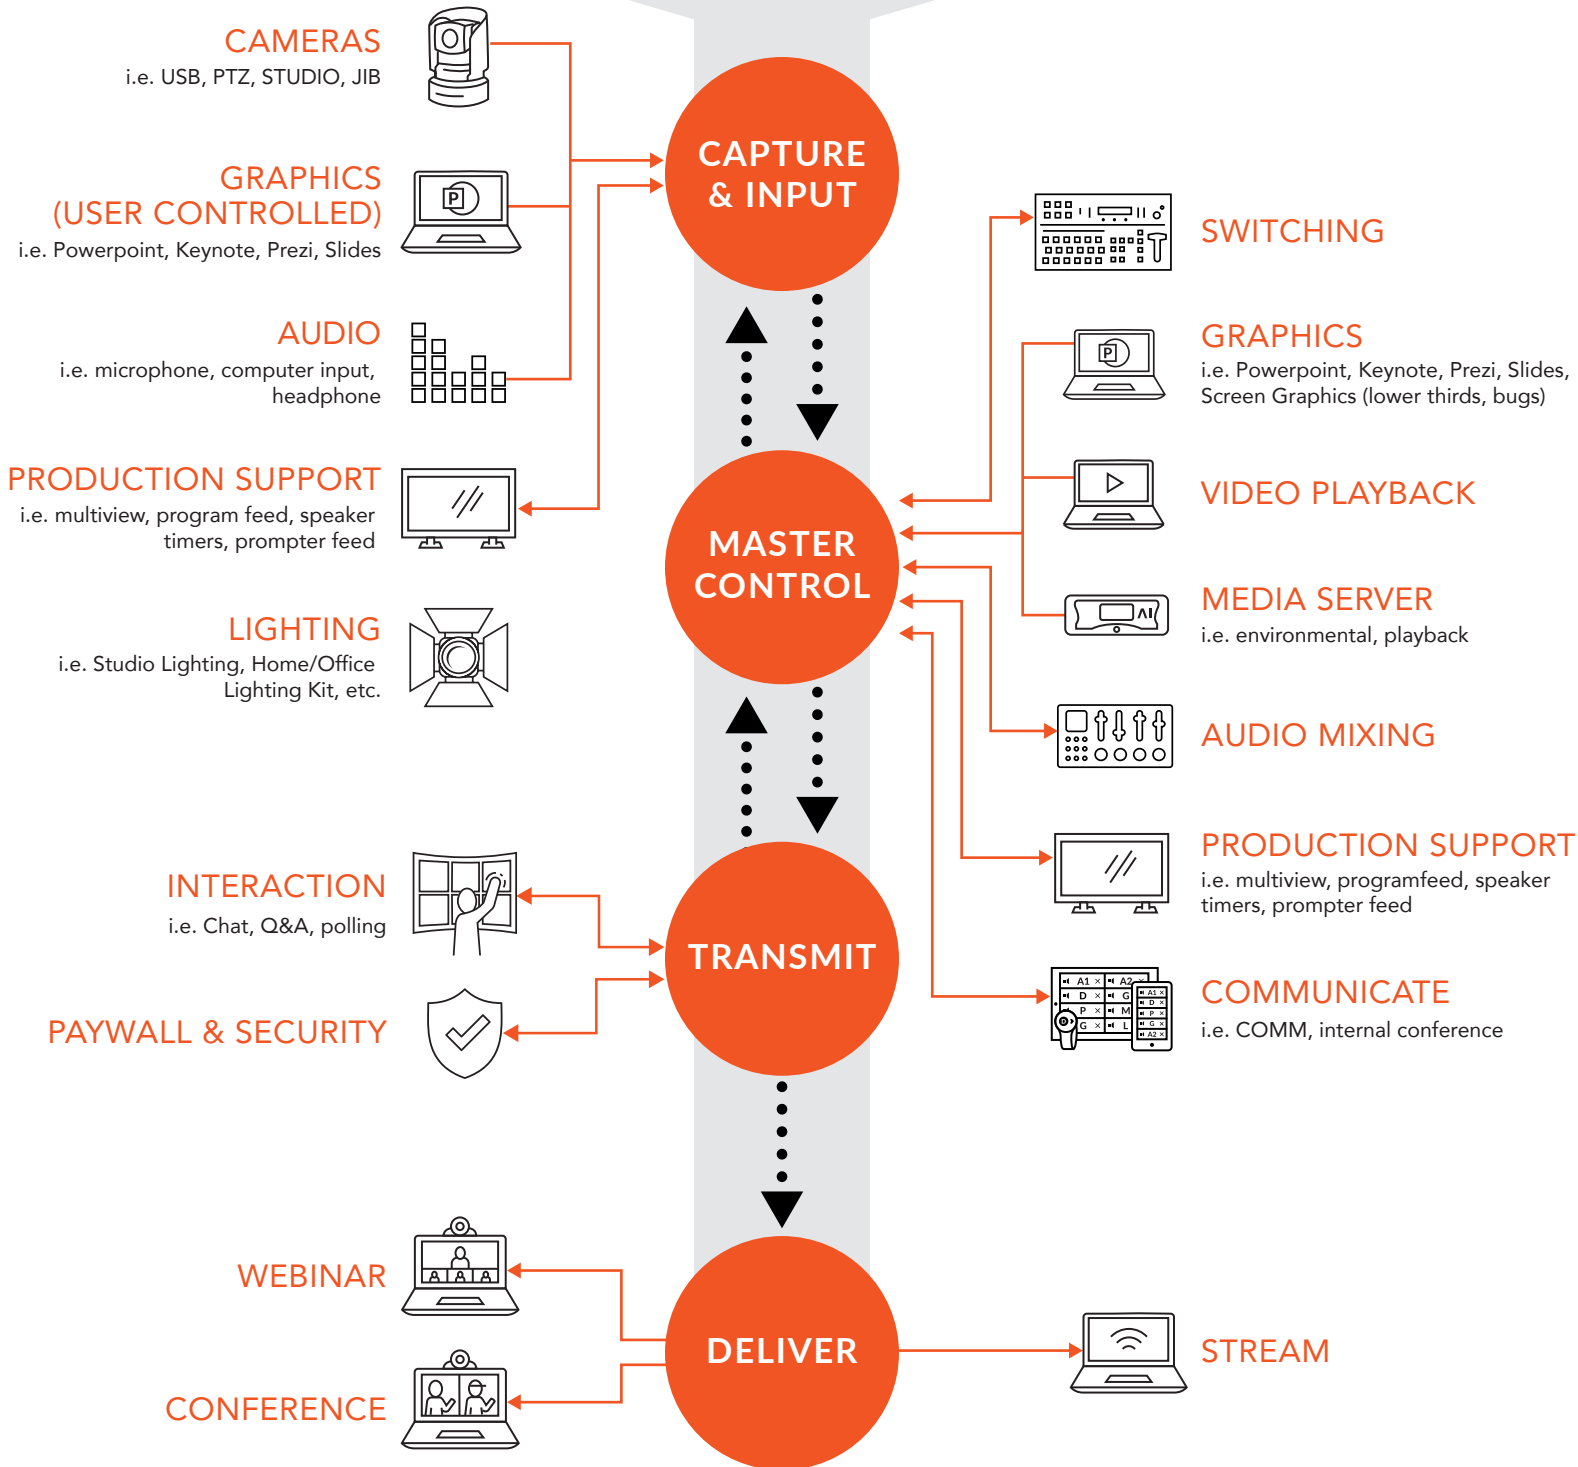 CAMERAS
i.e. USB, PTZ, STUDIO, JIB
GRAPHICS
(USER CONTROLLED)
i.e. Powerpoint, Keynote, Prezi, Slides
P
AUDIO
i.e. microphone, computer input,
headphone
PRODUCTION SUPPORT
i.e. multiview, program feed, speaker
timers, prompter feed
LIGHTING
i.e. Studio Lighting, Home/Office
Lighting Kit, etc.
INTERACTION
i.e. Chat, Q&A, polling
PAYWALL & SECURITY
WEBINAR
CONFERENCE
CAPTURE
& INPUT
MASTER
CONTROL
TRANSMIT
DELIVER
SWITCHING
GRAPHICS
i.e. Powerpoint, Keynote, Prezi, Slides,
Screen Graphics (lower thirds, bugs)
P
VIDEO PLAYBACK
MEDIA SERVER
i.e. environmental, playback
AUDIO MIXING
PRODUCTION SUPPORT
i.e. multiview, programfeed, speaker
timers, prompter feed
COMMUNICATE
i.e. COMM, internal conference
A1 × A2 ×
D × G
P × M
G × L
A1 ×
D ×
P ×
G ×
A2 ×
STREAM